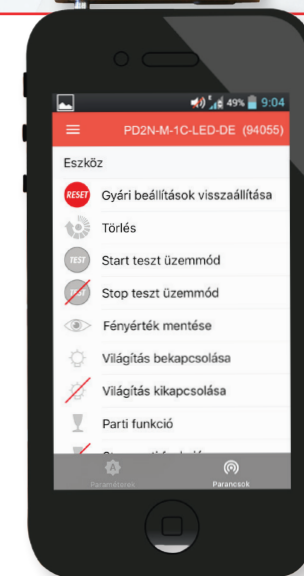 49% 9:04
PD2N-M-1C-LED-DE (94055)
Eszköz
RESET Gyári beállítások visszaállítása
Törlés
TEST Start teszt üzemmód
TEST Stop teszt üzemmód
Fényérték mentése
Világítás bekapcsolása
Világítás kikapcsolása
Parti funkció
Paraméterek Parancsok